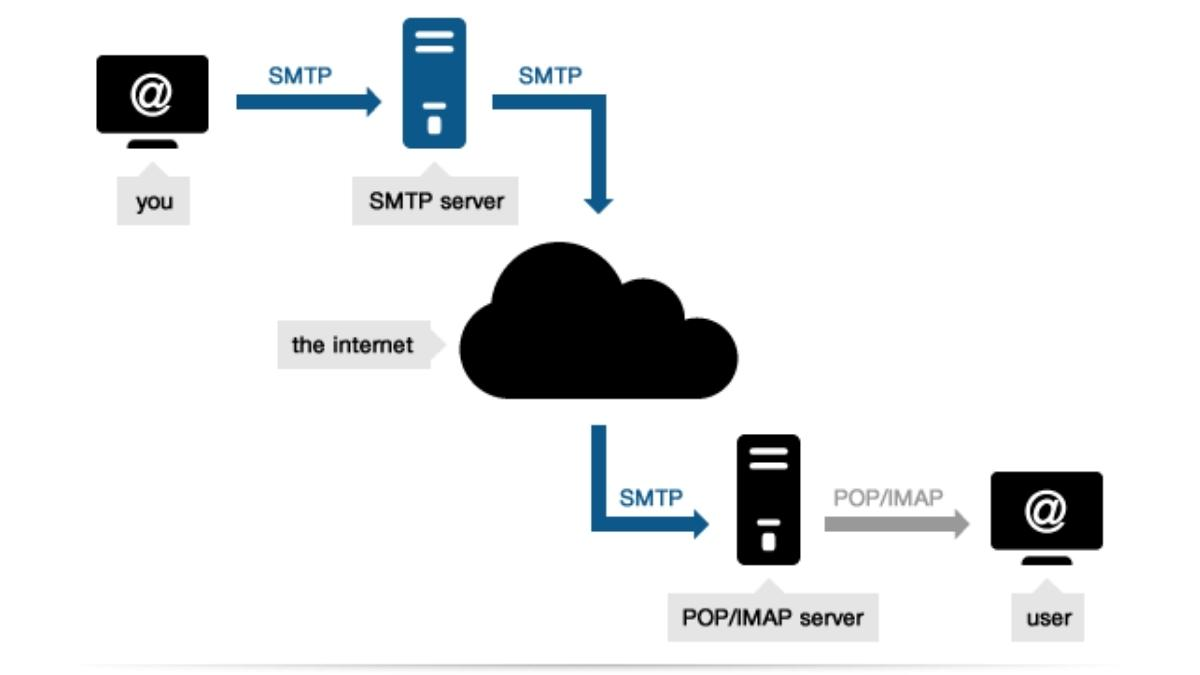 @
SMTP
SMTP
you
SMTP server
the internet
SMTP
POP/IMAP
@
POP/IMAP server
user